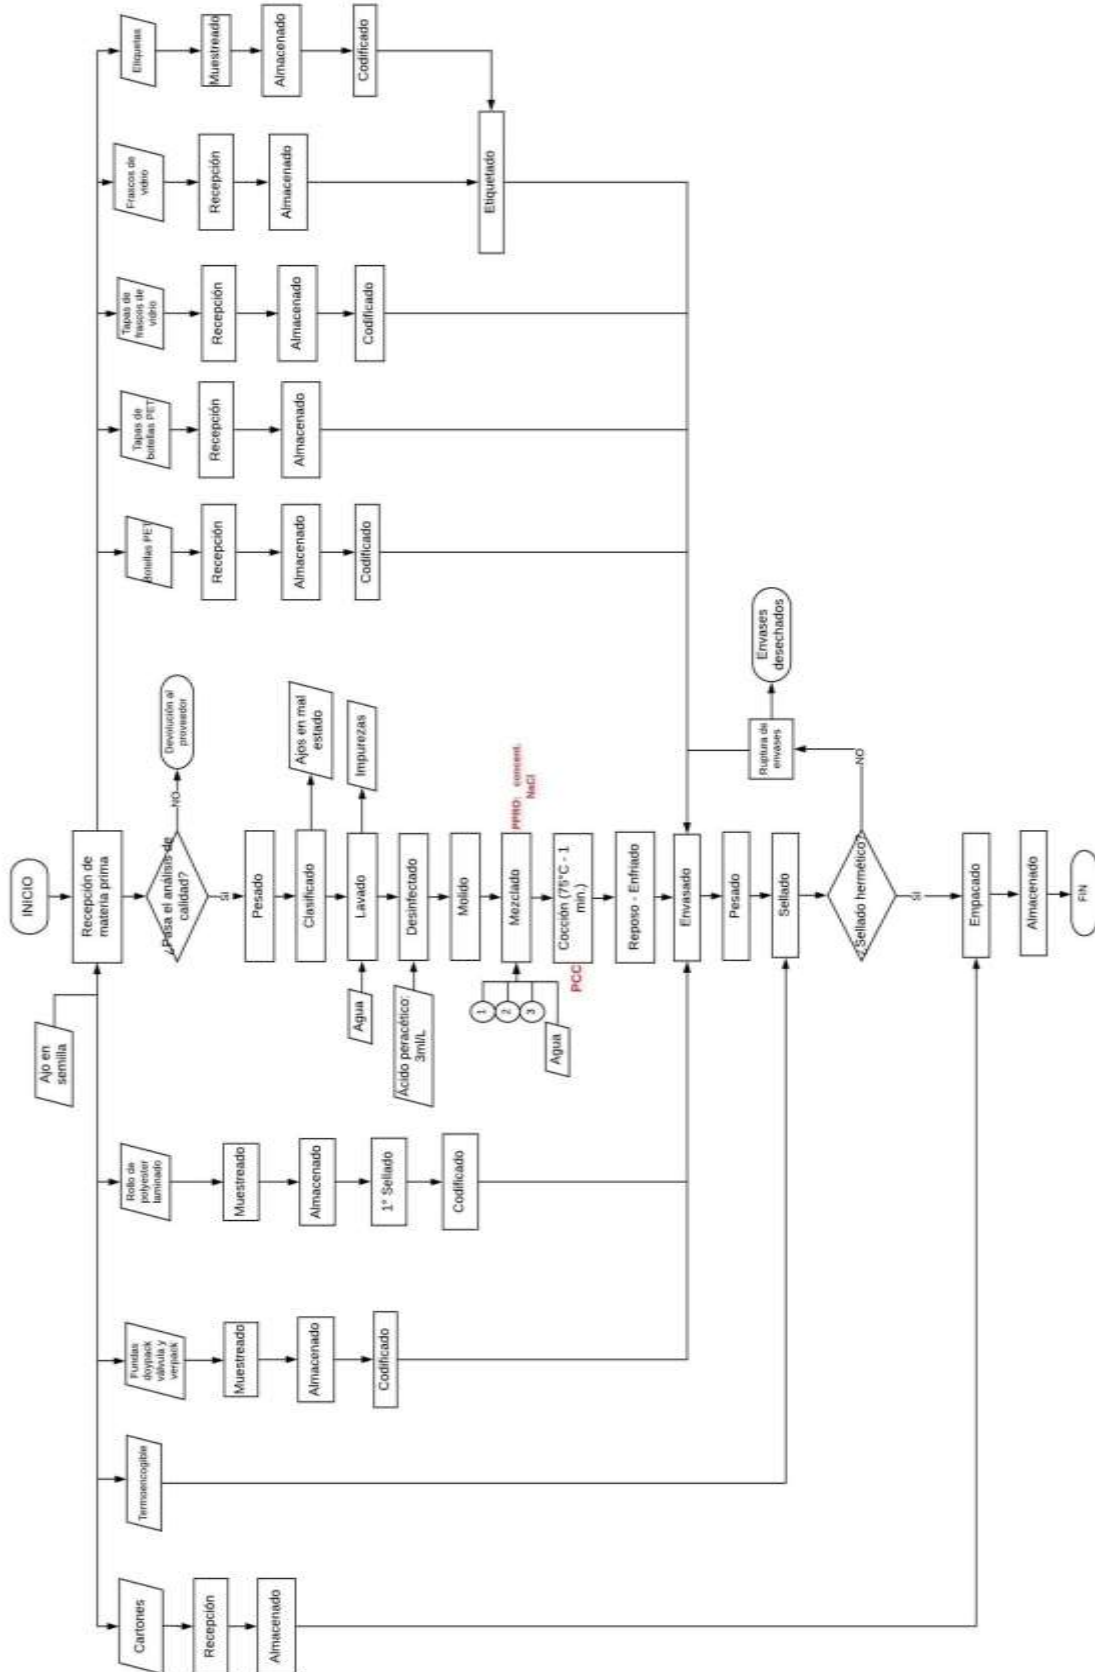 INICIO
Ajo en
semilla
Recepción de
materia prima
¿Pasa el análisis de
calidad?
NO
Devolución al
proveedor
SI
Pesado
Clasificado
Ajos en mal
estado
Agua
Lavado
Impurezas
Ácido peracético:
3ml/L
Desinfectado
Molido
1
2
3
Agua
Mezclado
PPRO: concent.
NaCl
PCC
Cocción (75°C - 1
min.)
Reposo - Enfriado
Envasado
Pesado
Sellado
¿Sellado hermético?
NO
Ruptura de
envases
Envases
desechados
SI
Empacado
Almacenado
FIN
Cartones
Recepción
Almacenado
Termoencogible
Fundas
doypack
válvula y
verpack
Muestreado
Almacenado
Codificado
Rollo de
polyester
laminado
Muestreado
Almacenado
1° Sellado
Codificado
Botellas PET
Recepción
Almacenado
Codificado
Tapas de
botellas PET
Recepción
Almacenado
Tapas de
frascos de
vidrio
Recepción
Almacenado
Codificado
Frascos de
vidrio
Recepción
Almacenado
Etiquetas
Muestreado
Almacenado
Codificado
Etiquetado